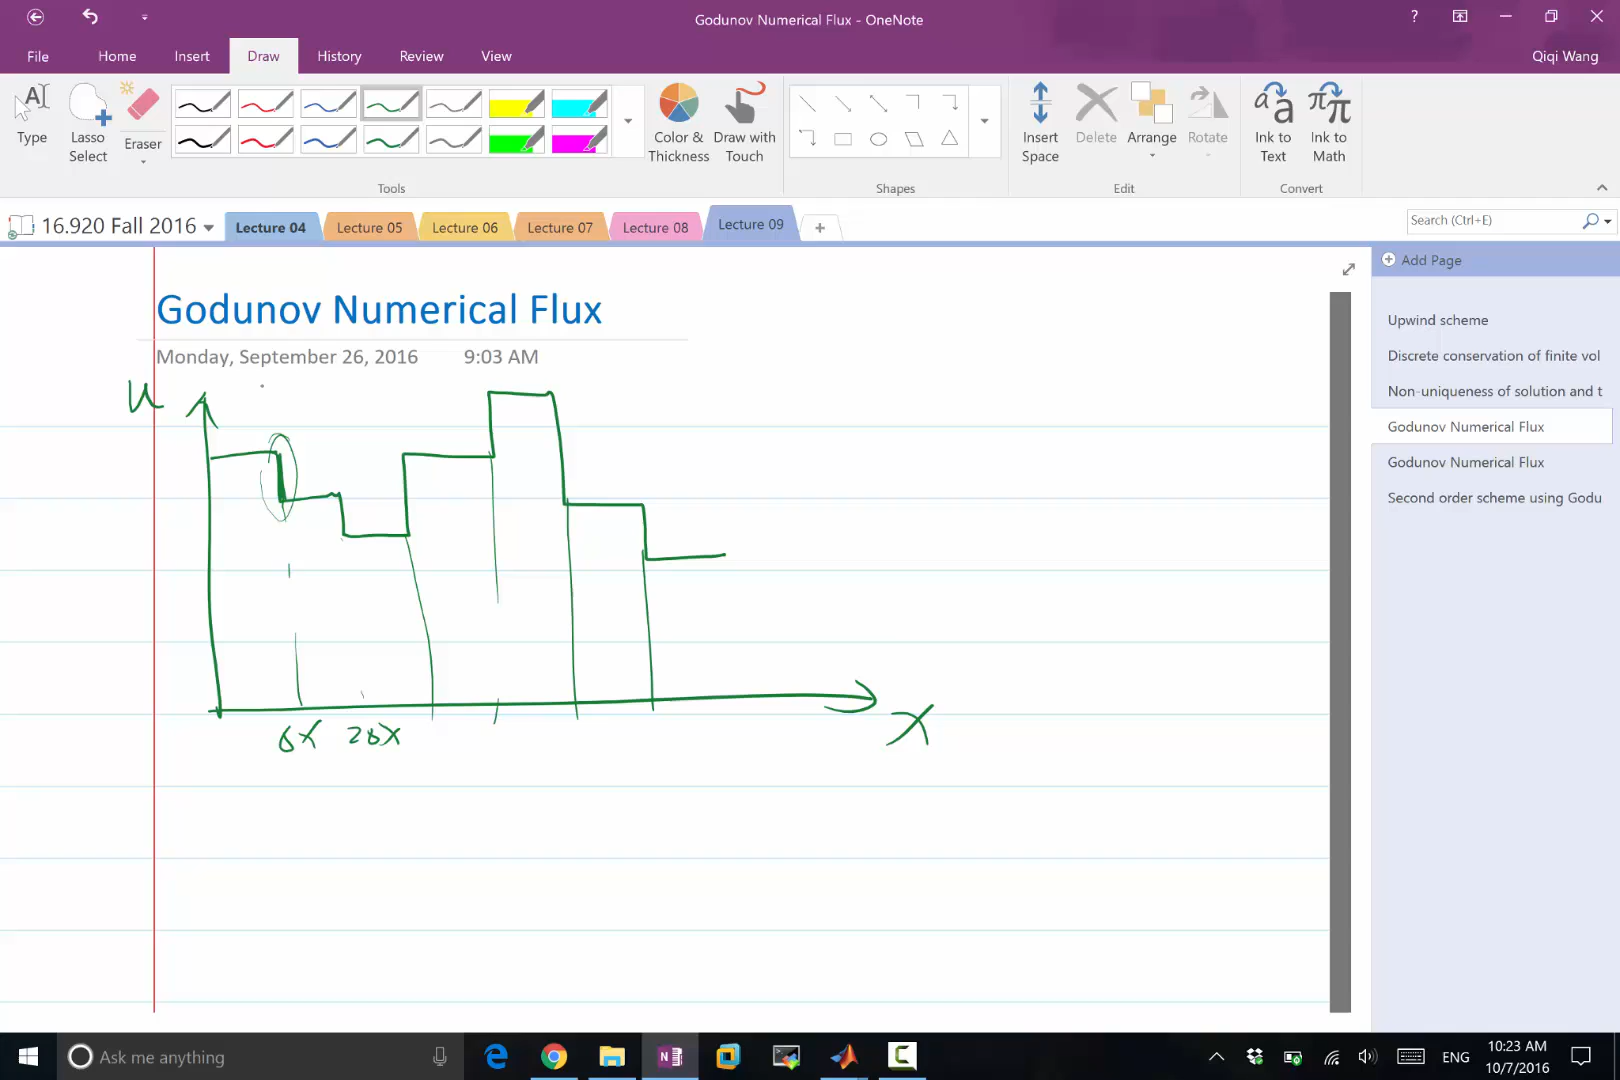 Godunov Numerical Flux - OneNote
?
File
Home
Insert
Draw
History
Review
View
Qiqi Wang
Type
Lasso Select
Eraser
Color & Thickness
Draw with Touch
Insert Space
Delete
Arrange
Rotate
Ink to Text
Ink to Math
Tools
Shapes
Edit
Convert
16.920 Fall 2016
Lecture 04
Lecture 05
Lecture 06
Lecture 07
Lecture 08
Lecture 09
+
Search (Ctrl+E)
Add Page
Upwind scheme
Discrete conservation of finite vol
Non-uniqueness of solution and t
Godunov Numerical Flux
Godunov Numerical Flux
Second order scheme using Godu
Godunov Numerical Flux
Monday, September 26, 2016 9:03 AM
u
δx 2δx
x
Ask me anything
ENG
10:23 AM
10/7/2016